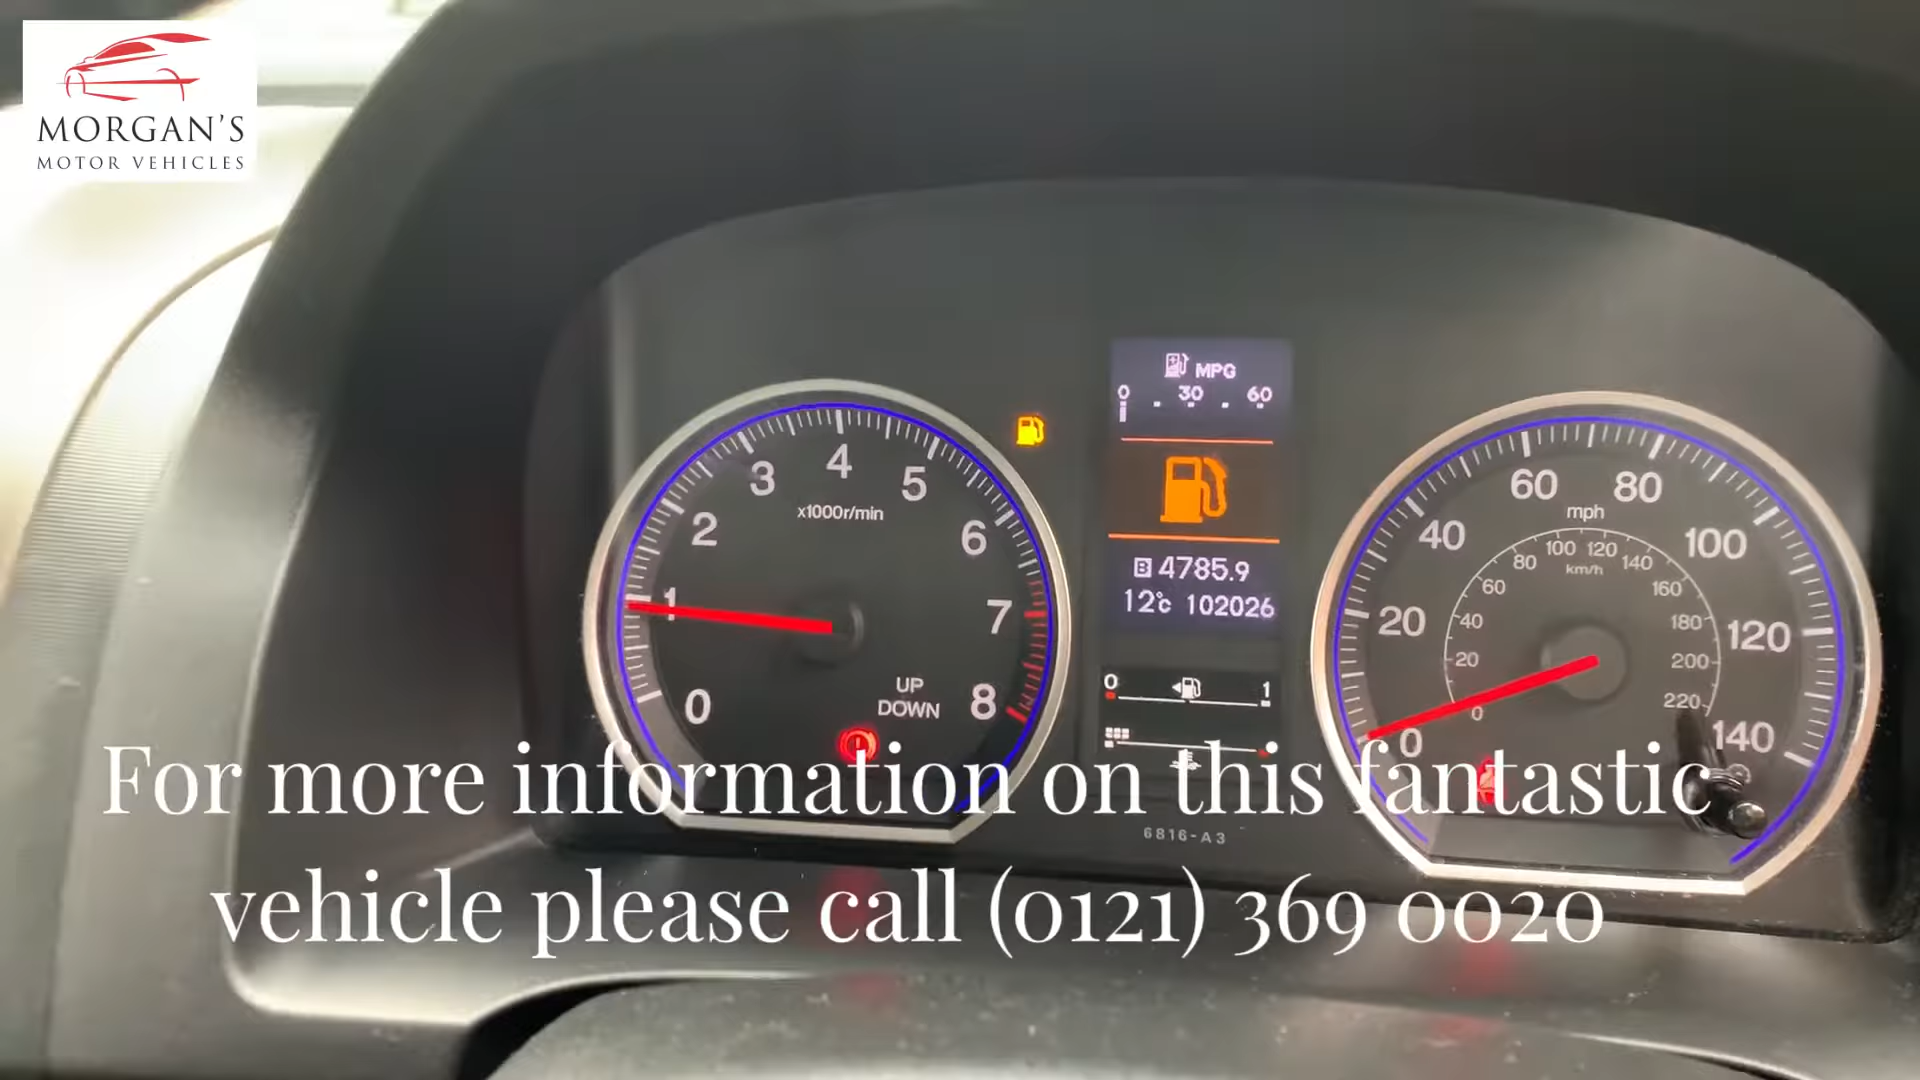 MORGAN'S
MOTOR VEHICLES
MPG
0 30 60
B 4785.9
12°c 102026
0 1
0 1 2 3 4 5 6 7 8
x1000r/min
UP
DOWN
0 20 40 60 80 100 120 140
mph
0 20 40 60 80 100 120 140 160 180 200 220
km/h
6816-A3
For more information on this fantastic
vehicle please call (0121) 369 0020